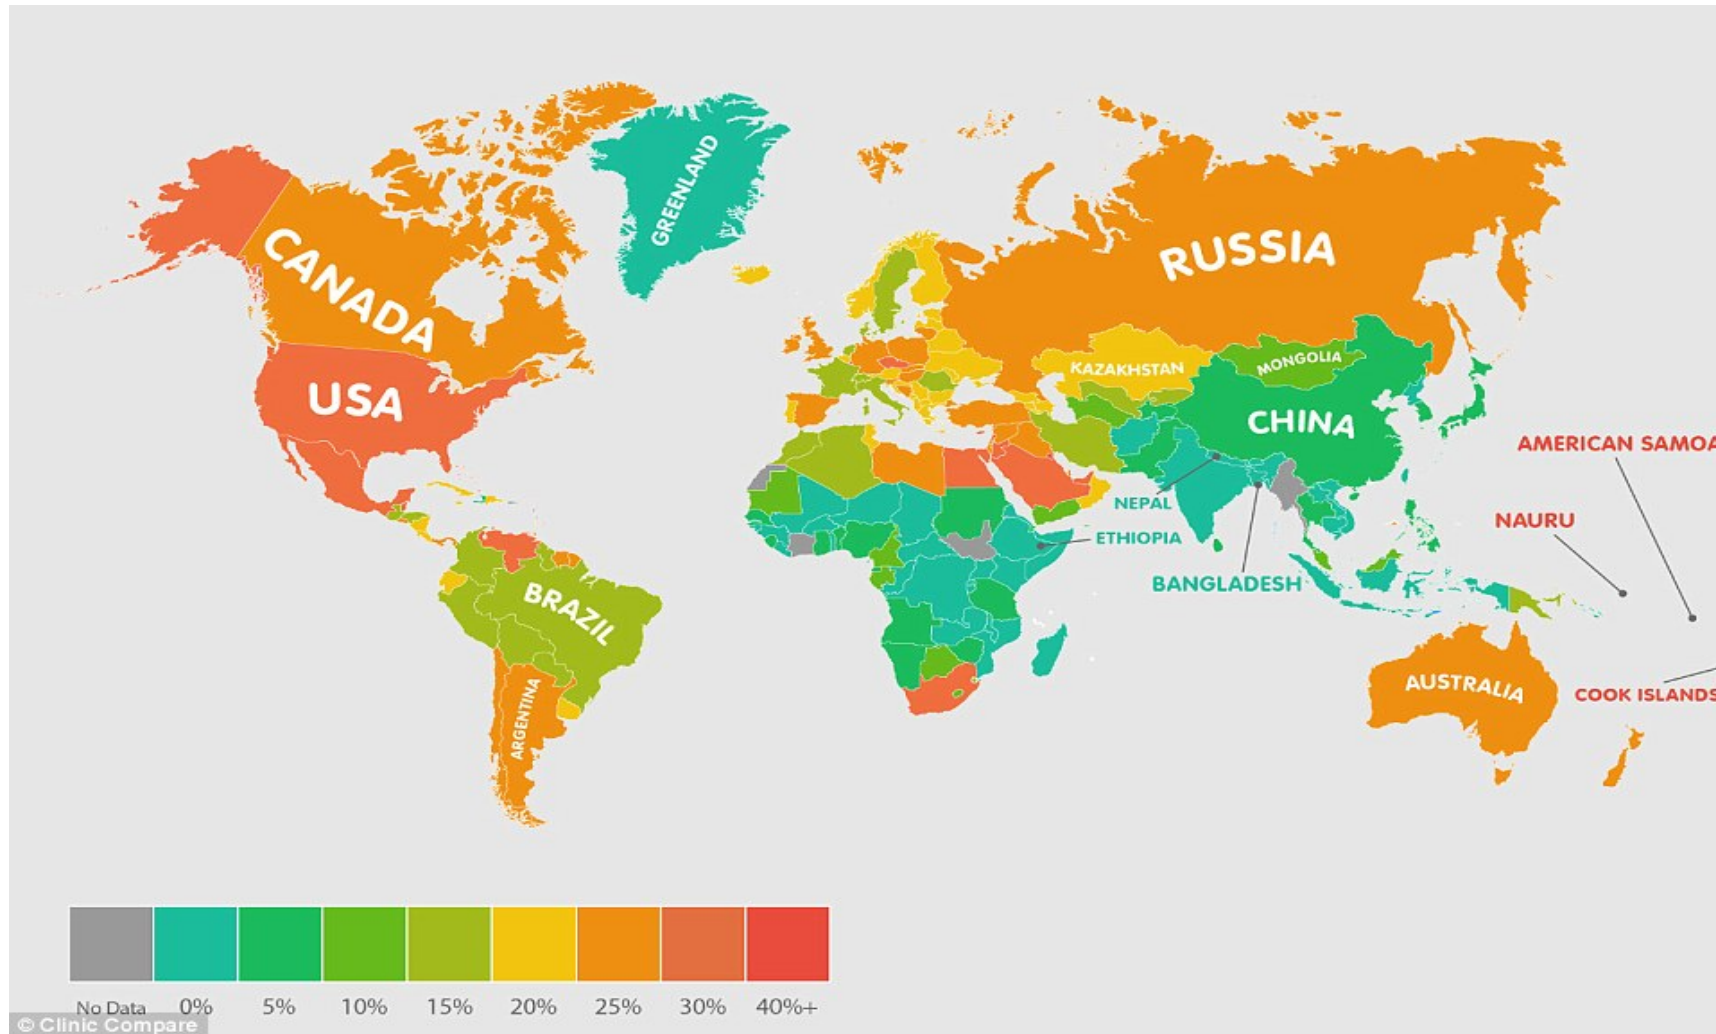 GREENLAND
CANADA
RUSSIA
USA
KAZAKHSTAN
MONGOLIA
CHINA
AMERICAN SAMOA
NEPAL
NAURU
ETHIOPIA
BANGLADESH
BRAZIL
AUSTRALIA
COOK ISLANDS
ARGENTINA
No Data 0% 5% 10% 15% 20% 25% 30% 40%+
© Clinic Compare